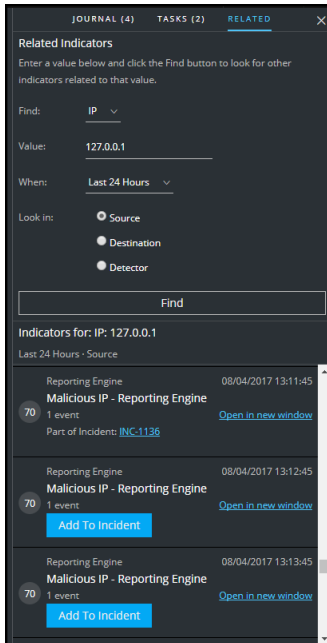 JOURNAL (4) TASKS (2) RELATED
Related Indicators
Enter a value below and click the Find button to look for other
indicators related to that value.
Find: IP
Value: 127.0.0.1
When: Last 24 Hours
Look in: Source
Destination
Detector
Find
Indicators for: IP: 127.0.0.1
Last 24 Hours · Source
Reporting Engine 08/04/2017 13:11:45
Malicious IP - Reporting Engine
70 1 event Open in new window
Part of Incident: INC-1136
Reporting Engine 08/04/2017 13:12:45
Malicious IP - Reporting Engine
70 1 event Open in new window
Add To Incident
Reporting Engine 08/04/2017 13:13:45
Malicious IP - Reporting Engine
70 1 event Open in new window
Add To Incident